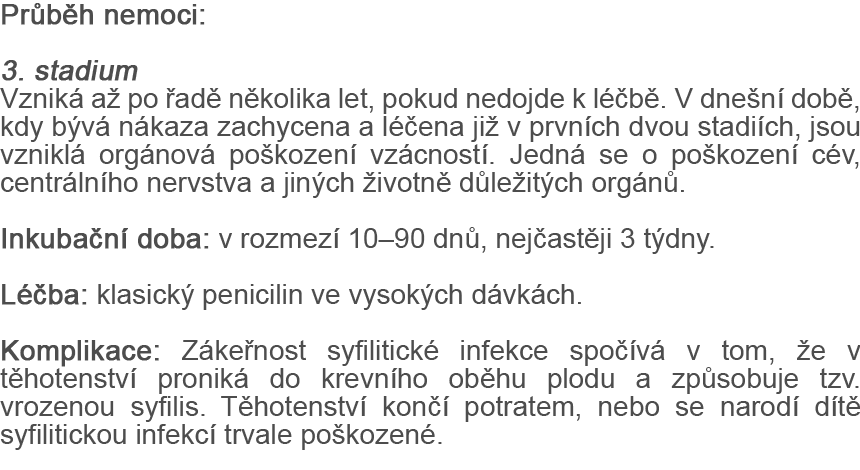 Průběh nemoci:
3. stadium
Vzniká až po řadě několika let, pokud nedojde k léčbě. V dnešní době,
kdy bývá nákaza zachycena a léčena již v prvních dvou stadiích, jsou
vzniklá orgánová poškození vzácností. Jedná se o poškození cév,
centrálního nervstva a jiných životně důležitých orgánů.
Inkubační doba: v rozmezí 10–90 dnů, nejčastěji 3 týdny.
Léčba: klasický penicilin ve vysokých dávkách.
Komplikace: Zákeřnost syfilitické infekce spočívá v tom, že v
těhotenství proniká do krevního oběhu plodu a způsobuje tzv.
vrozenou syfilis. Těhotenství končí potratem, nebo se narodí dítě
syfilitickou infekcí trvale poškozené.